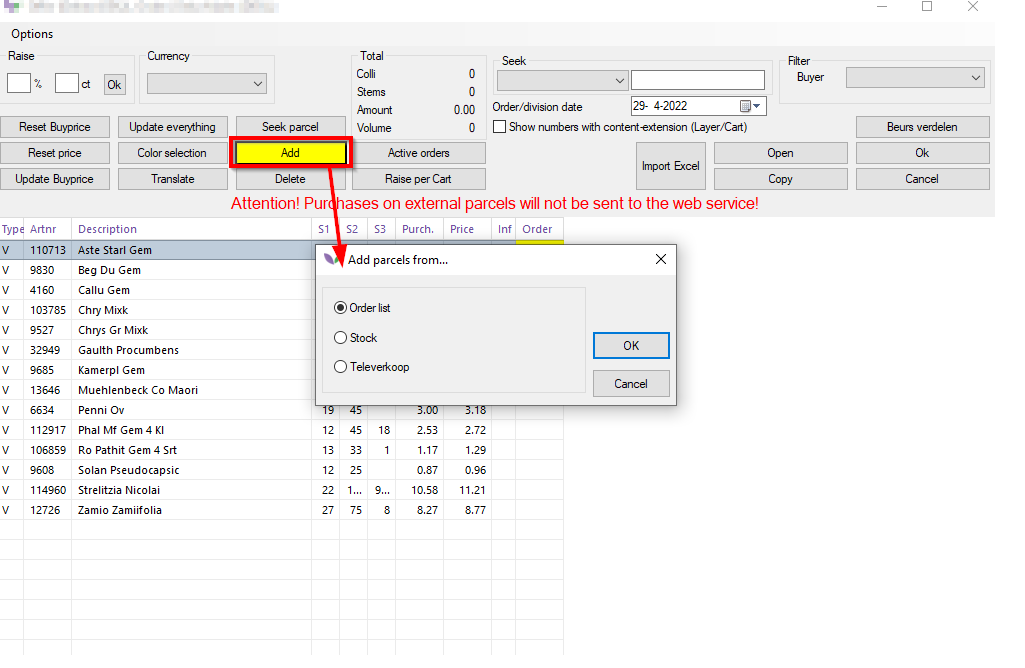 Options
Raise
% ct Ok
Currency
Total
Colli 0
Stems 0
Amount 0.00
Volume 0
Seek
Order/division date 29- 4-2022
Show numbers with content-extension (Layer/Cart)
Filter
Buyer
Reset Buyprice Update everything Seek parcel Beurs verdelen
Reset price Color selection Add Active orders Import Excel Open Ok
Update Buyprice Translate Delete Raise per Cart Copy Cancel
Attention! Purchases on external parcels will not be sent to the web service!
Type Artnr Description S1 S2 S3 Purch. Price Inf Order
V 110713 Aste Starl Gem
V 9830 Beg Du Gem
V 4160 Callu Gem
V 103785 Chry Mixk
V 9527 Chrys Gr Mixk
V 32949 Gaulth Procumbens
V 9685 Kamerpl Gem
V 13646 Muehlenbeck Co Maori
V 6634 Penni Ov 19 45 3.00 3.18
V 112917 Phal Mf Gem 4 Kl 12 45 18 2.53 2.72
V 106859 Ro Pathit Gem 4 Srt 13 33 1 1.17 1.29
V 9608 Solan Pseudocapsic 12 25 0.87 0.96
V 114960 Strelitzia Nicolai 22 1... 9... 10.58 11.21
V 12726 Zamio Zamiifolia 27 75 8 8.27 8.77
Add parcels from...
Order list
Stock
Televerkoop
OK
Cancel